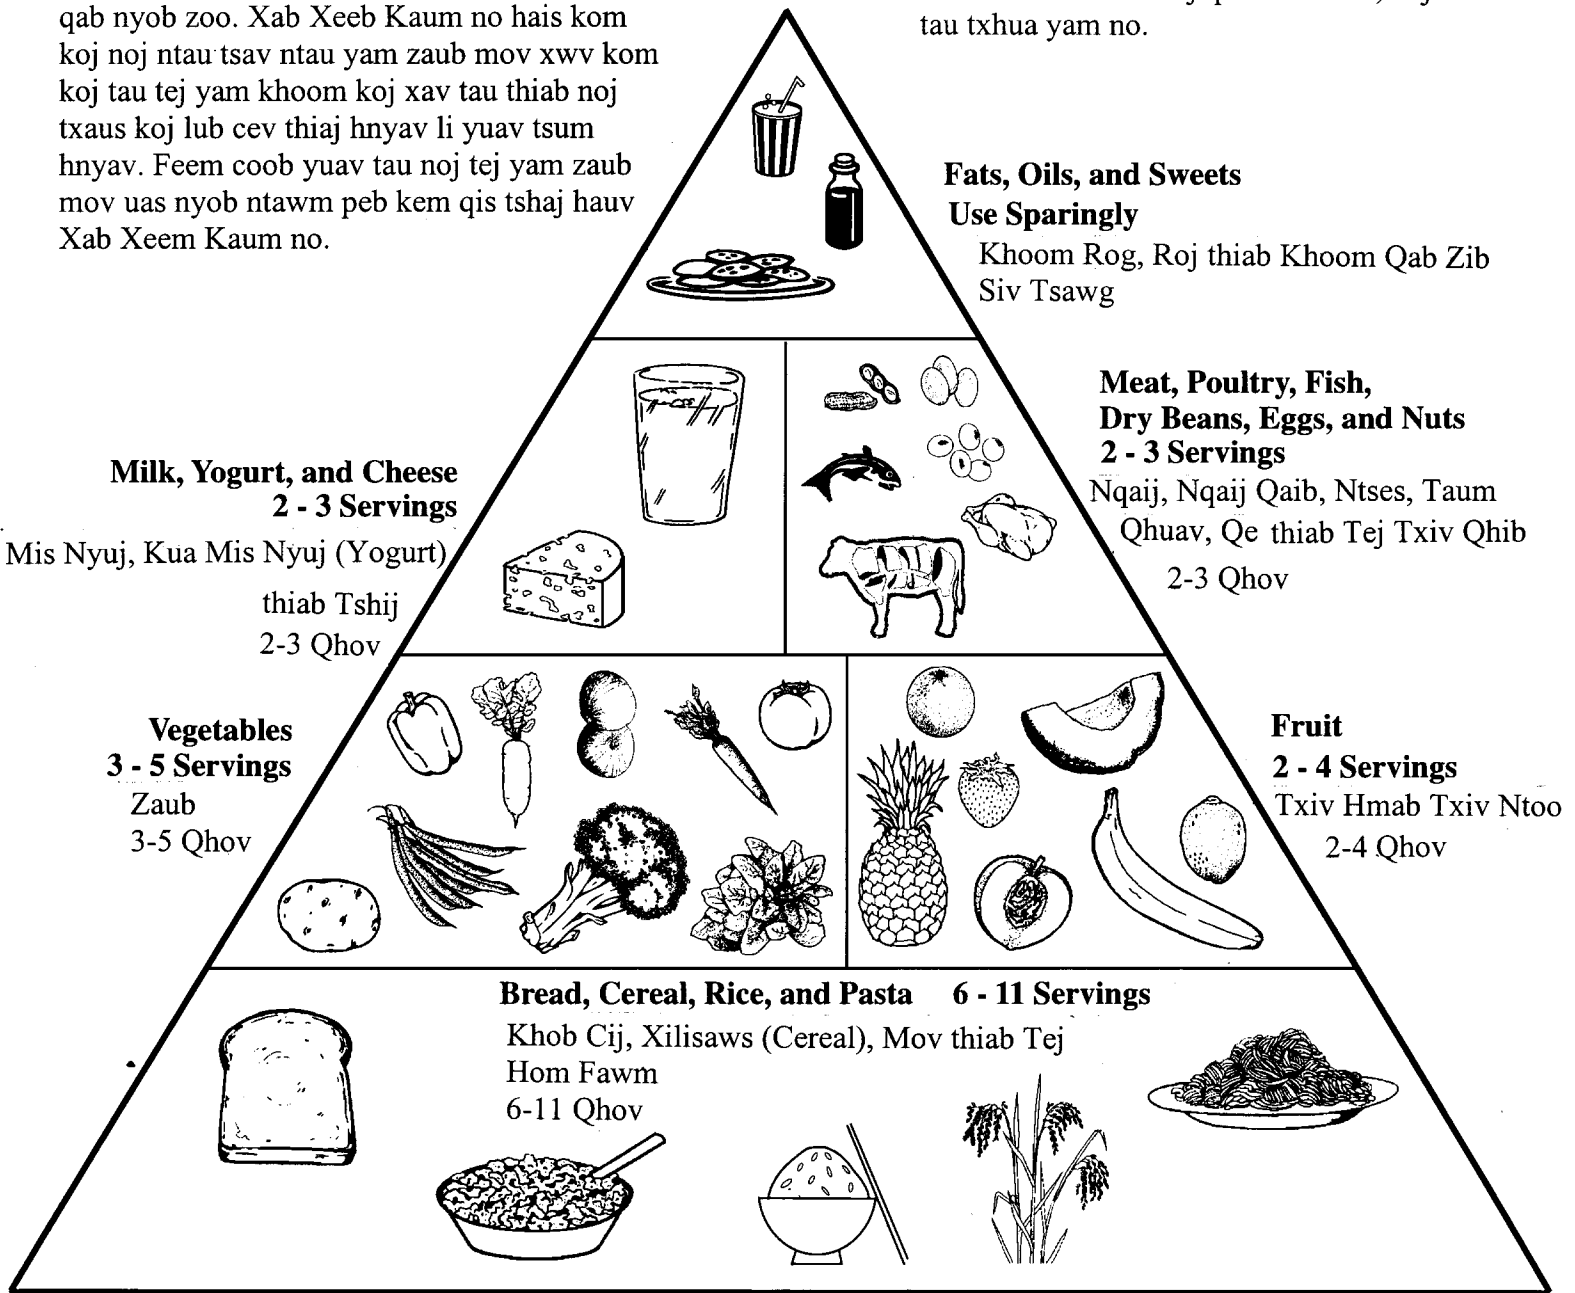 qab nyob zoo. Xab Xeeb Kaum no hais kom
koj noj ntau tsav ntau yam zaub mov xwv kom
koj tau tej yam khoom koj xav tau thiab noj
txaus koj lub cev thiaj hnyav li yuav tsum
hnyav. Feem coob yuav tau noj tej yam zaub
mov uas nyob ntawm peb kem qis tshaj hauv
Xab Xeem Kaum no.
tau txhua yam no.
Fats, Oils, and Sweets
Use Sparingly
Khoom Rog, Roj thiab Khoom Qab Zib
Siv Tsawg
Meat, Poultry, Fish,
Dry Beans, Eggs, and Nuts
2 - 3 Servings
Nqaij, Nqaij Qaib, Ntses, Taum
Qhuav, Qe thiab Tej Txiv Qhib
2-3 Qhov
Milk, Yogurt, and Cheese
2 - 3 Servings
Mis Nyuj, Kua Mis Nyuj (Yogurt)
thiab Tshij
2-3 Qhov
Vegetables
3 - 5 Servings
Zaub
3-5 Qhov
Fruit
2 - 4 Servings
Txiv Hmab Txiv Ntoo
2-4 Qhov
Bread, Cereal, Rice, and Pasta 6 - 11 Servings
Khob Cij, Xilisaws (Cereal), Mov thiab Tej
Hom Fawm
6-11 Qhov